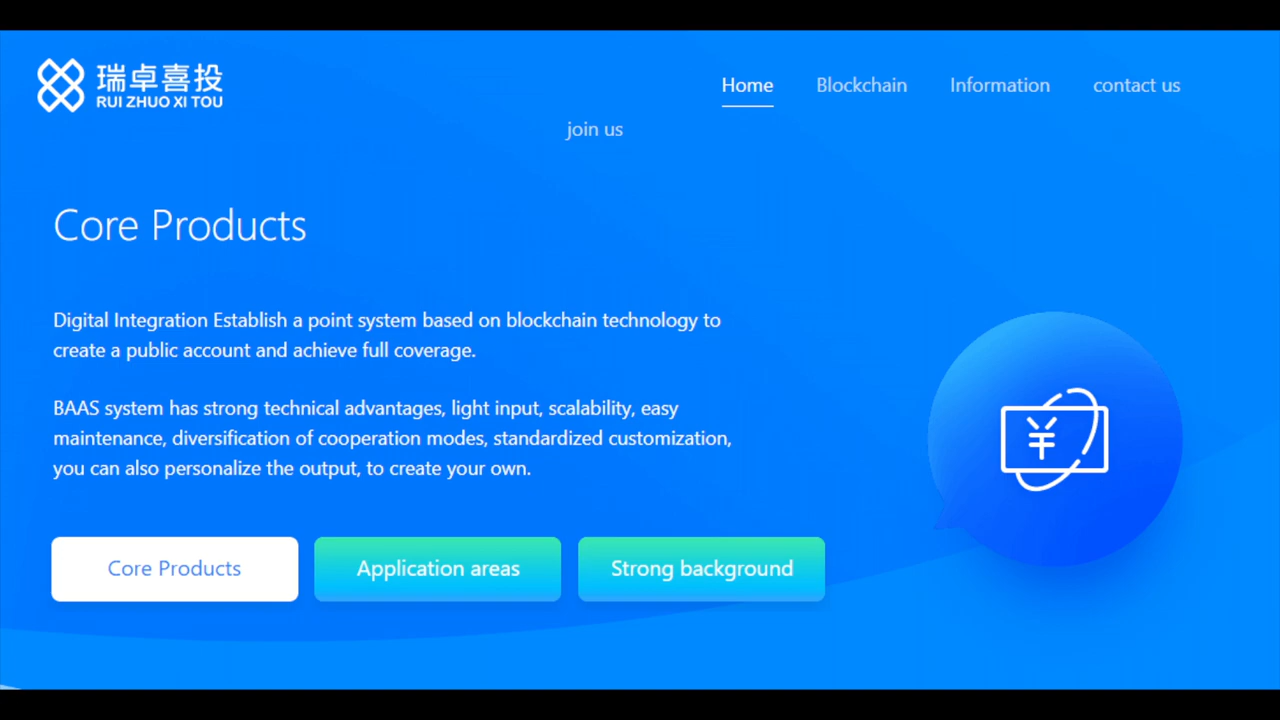 瑞卓喜投
RUI ZHUO XI TOU
Home Blockchain Information contact us
join us
Core Products
Digital Integration Establish a point system based on blockchain technology to
create a public account and achieve full coverage.
BAAS system has strong technical advantages, light input, scalability, easy
maintenance, diversification of cooperation modes, standardized customization,
you can also personalize the output, to create your own.
¥
Core Products Application areas Strong background